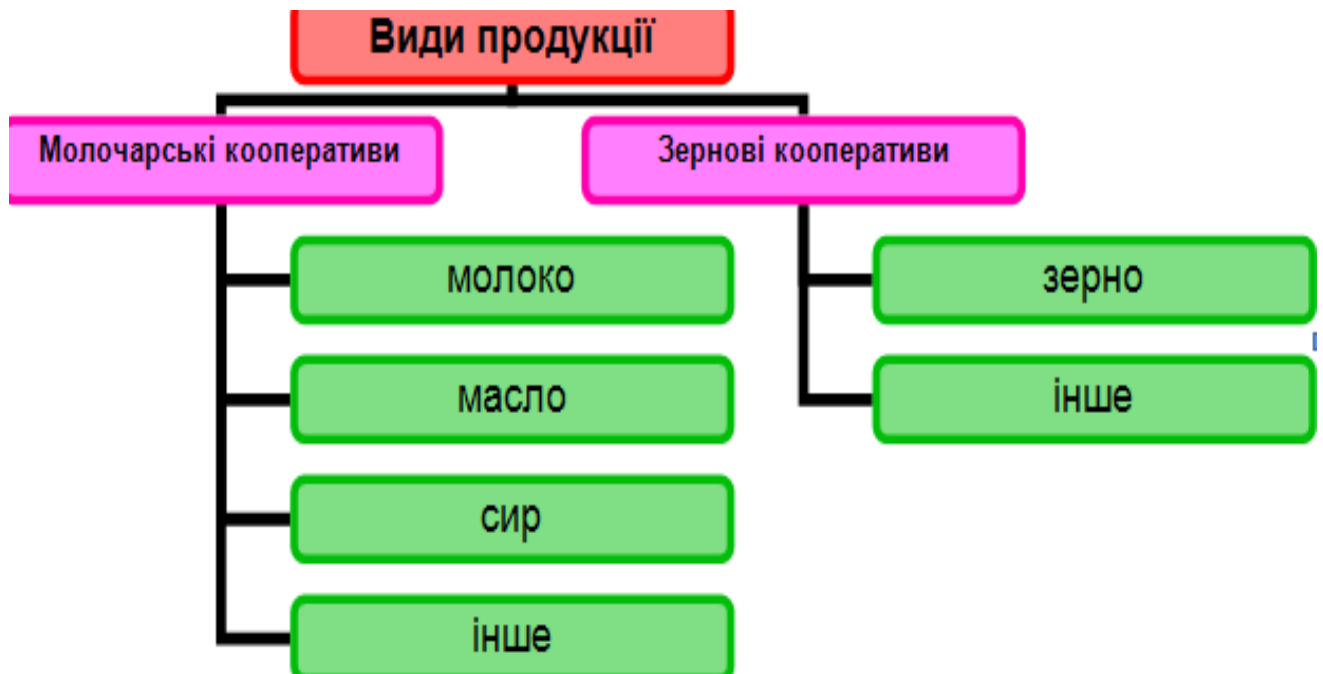 Види продукції
Молочарські кооперативи
Зернові кооперативи
молоко
масло
сир
інше
зерно
інше